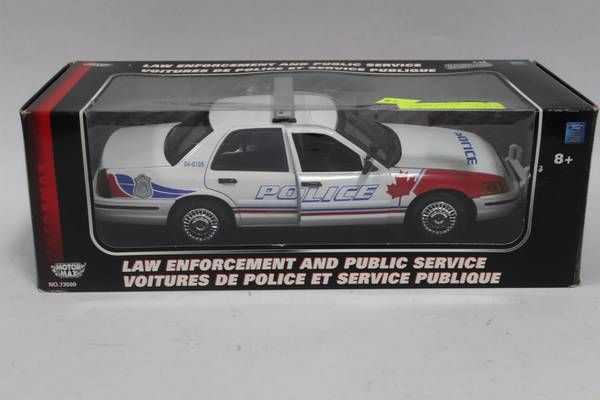 LAW ENFORCEMENT AND PUBLIC SERVICE
VOITURES DE POLICE ET SERVICE PUBLIQUE
POLICE
04-0105
POLICE
8+
MOTOR
MAX
NO.73500
LAW ENFORCEMENT AND PUBLIC SERVICE
VOITURES DE POLICE ET SERVICE PUBLIQUE